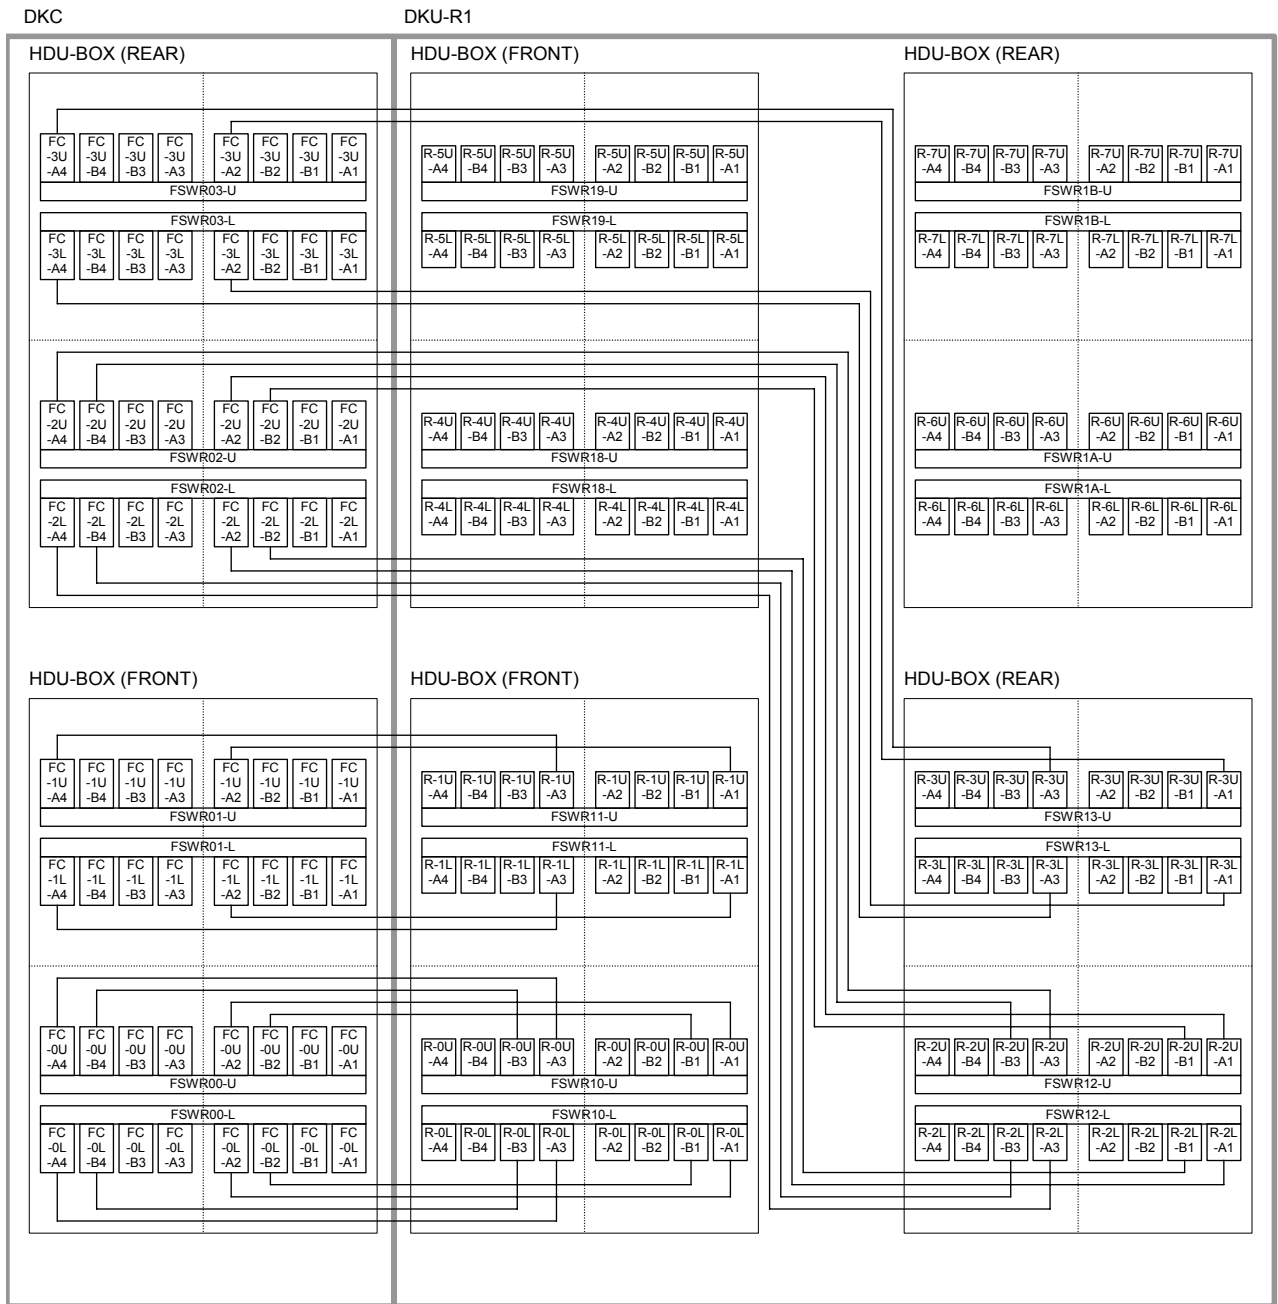 DKC
DKU-R1
HDU-BOX (REAR)
FC FC FC FC FC FC FC FC
-3U -3U -3U -3U -3U -3U -3U -3U
-A4 -B4 -B3 -A3 -A2 -B2 -B1 -A1
FSWR03-U
FSWR03-L
FC FC FC FC FC FC FC FC
-3L -3L -3L -3L -3L -3L -3L -3L
-A4 -B4 -B3 -A3 -A2 -B2 -B1 -A1
FC FC FC FC FC FC FC FC
-2U -2U -2U -2U -2U -2U -2U -2U
-A4 -B4 -B3 -A3 -A2 -B2 -B1 -A1
FSWR02-U
FSWR02-L
FC FC FC FC FC FC FC FC
-2L -2L -2L -2L -2L -2L -2L -2L
-A4 -B4 -B3 -A3 -A2 -B2 -B1 -A1
HDU-BOX (FRONT)
R-5U R-5U R-5U R-5U R-5U R-5U R-5U R-5U
-A4 -B4 -B3 -A3 -A2 -B2 -B1 -A1
FSWR19-U
FSWR19-L
R-5L R-5L R-5L R-5L R-5L R-5L R-5L R-5L
-A4 -B4 -B3 -A3 -A2 -B2 -B1 -A1
R-4U R-4U R-4U R-4U R-4U R-4U R-4U R-4U
-A4 -B4 -B3 -A3 -A2 -B2 -B1 -A1
FSWR18-U
FSWR18-L
R-4L R-4L R-4L R-4L R-4L R-4L R-4L R-4L
-A4 -B4 -B3 -A3 -A2 -B2 -B1 -A1
HDU-BOX (REAR)
R-7U R-7U R-7U R-7U R-7U R-7U R-7U R-7U
-A4 -B4 -B3 -A3 -A2 -B2 -B1 -A1
FSWR1B-U
FSWR1B-L
R-7L R-7L R-7L R-7L R-7L R-7L R-7L R-7L
-A4 -B4 -B3 -A3 -A2 -B2 -B1 -A1
R-6U R-6U R-6U R-6U R-6U R-6U R-6U R-6U
-A4 -B4 -B3 -A3 -A2 -B2 -B1 -A1
FSWR1A-U
FSWR1A-L
R-6L R-6L R-6L R-6L R-6L R-6L R-6L R-6L
-A4 -B4 -B3 -A3 -A2 -B2 -B1 -A1
HDU-BOX (FRONT)
FC FC FC FC FC FC FC FC
-1U -1U -1U -1U -1U -1U -1U -1U
-A4 -B4 -B3 -A3 -A2 -B2 -B1 -A1
FSWR01-U
FSWR01-L
FC FC FC FC FC FC FC FC
-1L -1L -1L -1L -1L -1L -1L -1L
-A4 -B4 -B3 -A3 -A2 -B2 -B1 -A1
FC FC FC FC FC FC FC FC
-0U -0U -0U -0U -0U -0U -0U -0U
-A4 -B4 -B3 -A3 -A2 -B2 -B1 -A1
FSWR00-U
FSWR00-L
FC FC FC FC FC FC FC FC
-0L -0L -0L -0L -0L -0L -0L -0L
-A4 -B4 -B3 -A3 -A2 -B2 -B1 -A1
HDU-BOX (FRONT)
R-1U R-1U R-1U R-1U R-1U R-1U R-1U R-1U
-A4 -B4 -B3 -A3 -A2 -B2 -B1 -A1
FSWR11-U
FSWR11-L
R-1L R-1L R-1L R-1L R-1L R-1L R-1L R-1L
-A4 -B4 -B3 -A3 -A2 -B2 -B1 -A1
R-0U R-0U R-0U R-0U R-0U R-0U R-0U R-0U
-A4 -B4 -B3 -A3 -A2 -B2 -B1 -A1
FSWR10-U
FSWR10-L
R-0L R-0L R-0L R-0L R-0L R-0L R-0L R-0L
-A4 -B4 -B3 -A3 -A2 -B2 -B1 -A1
HDU-BOX (REAR)
R-3U R-3U R-3U R-3U R-3U R-3U R-3U R-3U
-A4 -B4 -B3 -A3 -A2 -B2 -B1 -A1
FSWR13-U
FSWR13-L
R-3L R-3L R-3L R-3L R-3L R-3L R-3L R-3L
-A4 -B4 -B3 -A3 -A2 -B2 -B1 -A1
R-2U R-2U R-2U R-2U R-2U R-2U R-2U R-2U
-A4 -B4 -B3 -A3 -A2 -B2 -B1 -A1
FSWR12-U
FSWR12-L
R-2L R-2L R-2L R-2L R-2L R-2L R-2L R-2L
-A4 -B4 -B3 -A3 -A2 -B2 -B1 -A1